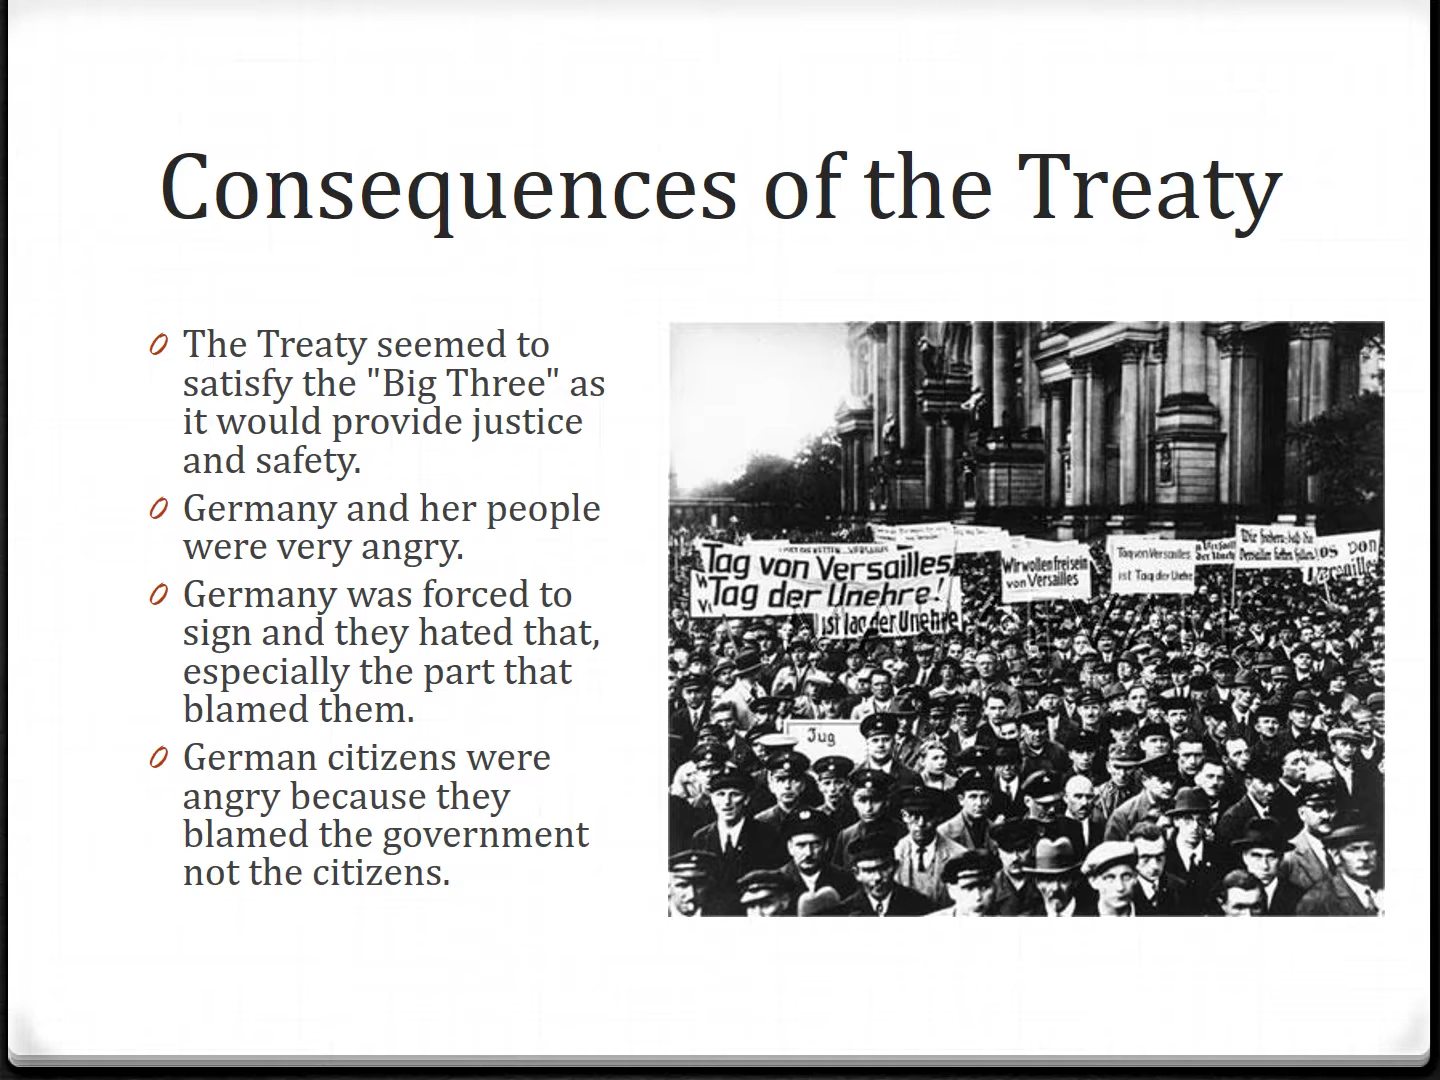 Consequences of the Treaty
The Treaty seemed to
satisfy the "Big Three" as
it would provide justice
and safety.
Germany and her people
were very angry.
Germany was forced to
sign and they hated that,
especially the part that
blamed them.
German citizens were
angry because they
blamed the government
not the citizens.
Tag von Versailles
Tag der Unehre!
ist Tag der Unehre
Wir wollen frei sein
von Versailles
Tag von Versailles
ist Tag der Unehre
von
Jug